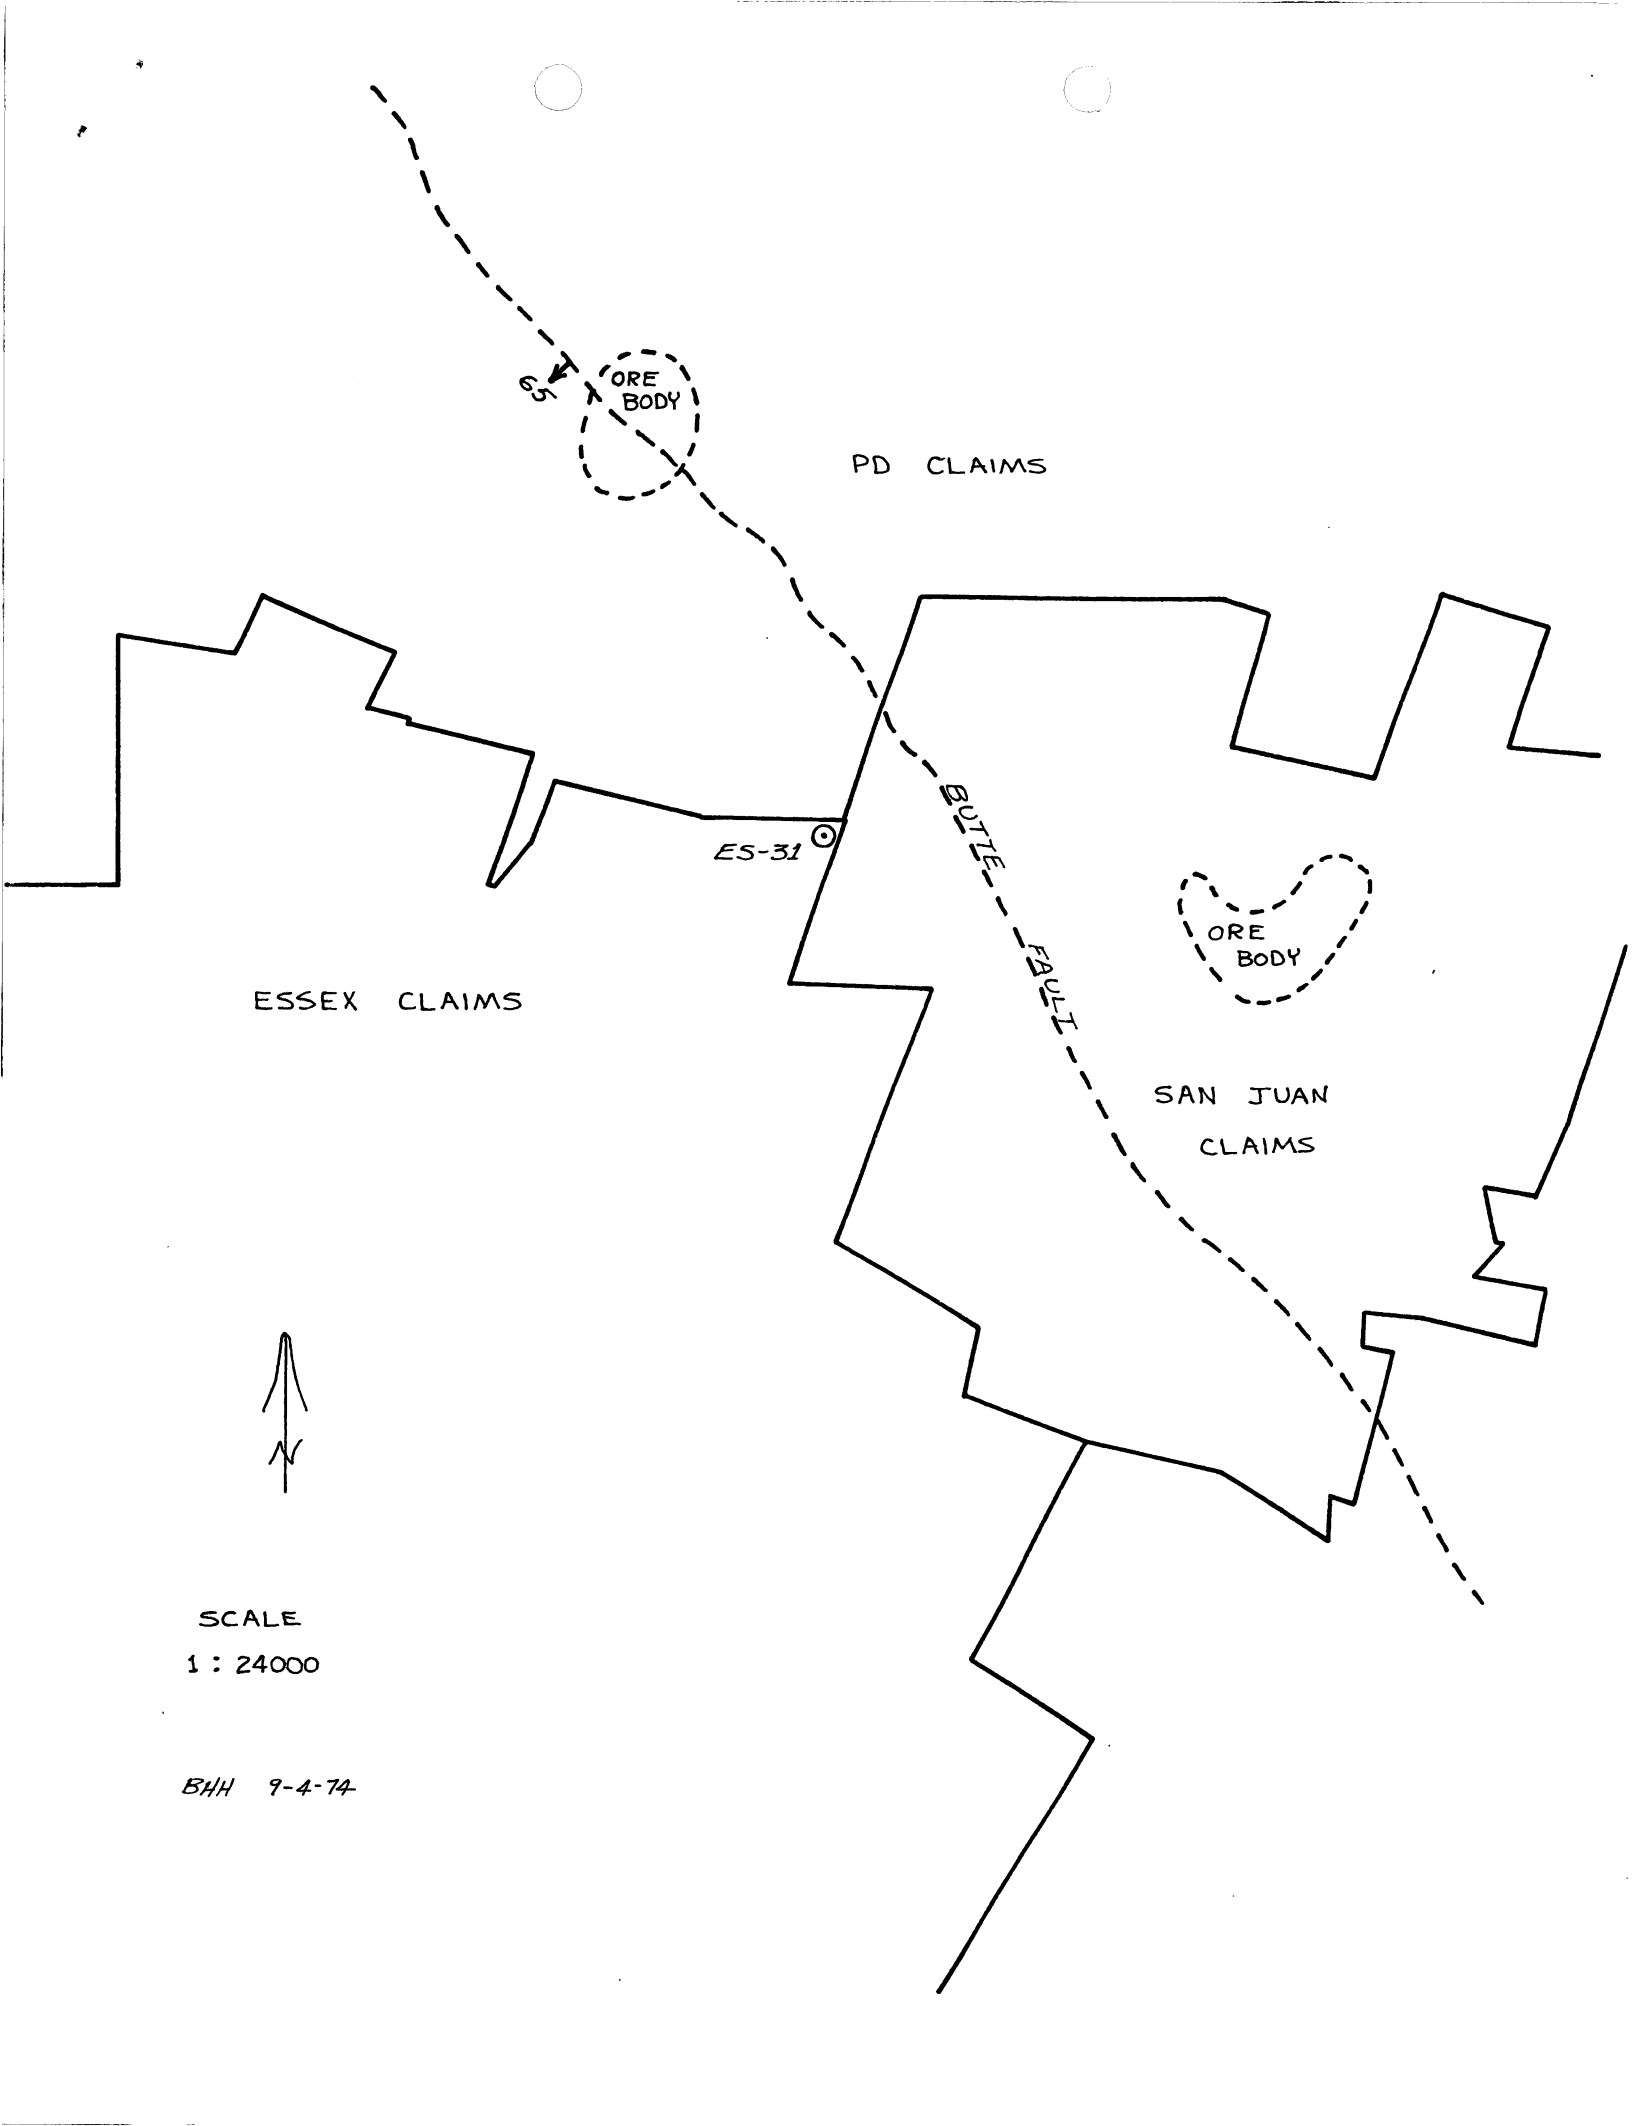 65
ORE
BODY
PD CLAIMS
ES-31
BUTTE FAULT
ORE
BODY
ESSEX CLAIMS
SAN JUAN
CLAIMS
N
SCALE
1 : 24000
BHH 9-4-74